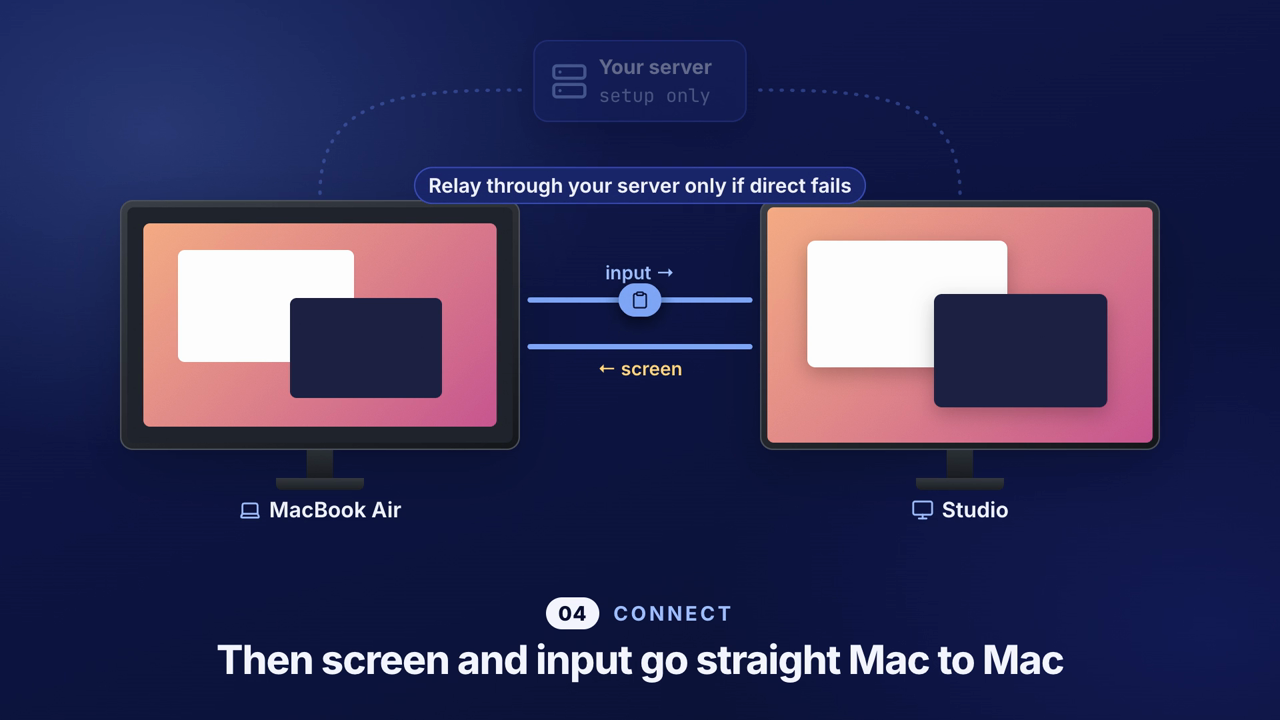 Your server
setup only
Relay through your server only if direct fails
input →
← screen
MacBook Air
Studio
04 CONNECT
Then screen and input go straight Mac to Mac